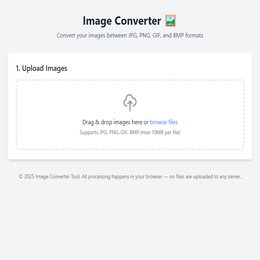 Image Converter 🖼️
Convert your images between JPG, PNG, GIF, and BMP formats
1. Upload Images
Drag & drop images here or browse files
Supports JPG, PNG, GIF, BMP (max 10MB per file)
© 2025 Image Converter Tool. All processing happens in your browser — no files are uploaded to any server.